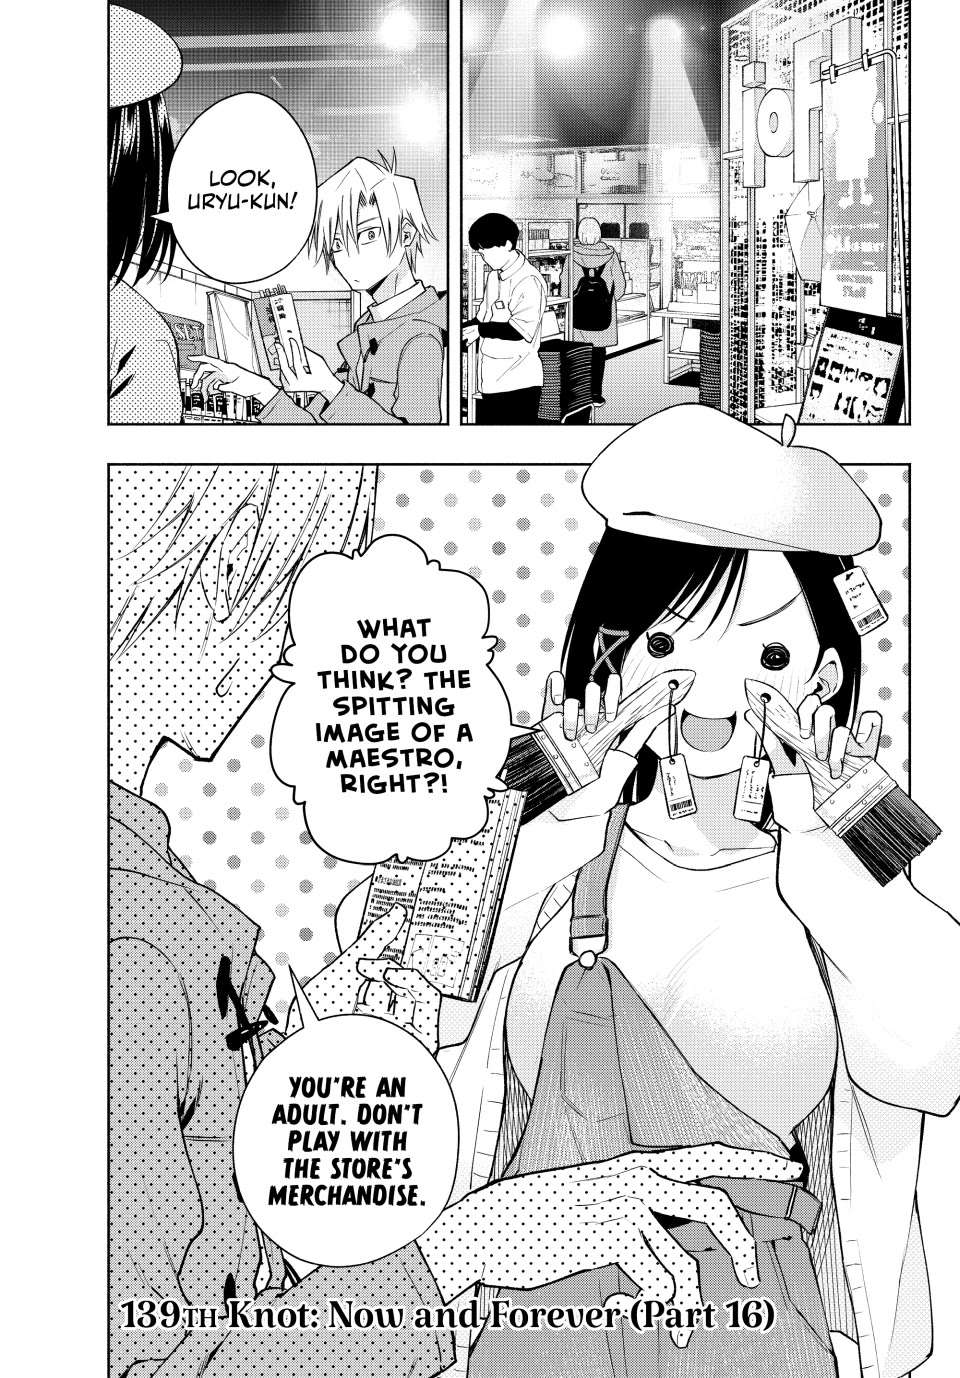 LOOK,
URYU-KUN!
WHAT
DO YOU
THINK? THE
SPITTING
IMAGE OF A
MAESTRO,
RIGHT?!
YOU'RE AN
ADULT. DON'T
PLAY WITH
THE STORE'S
MERCHANDISE.
139TH Knot: Now and Forever (Part 16)